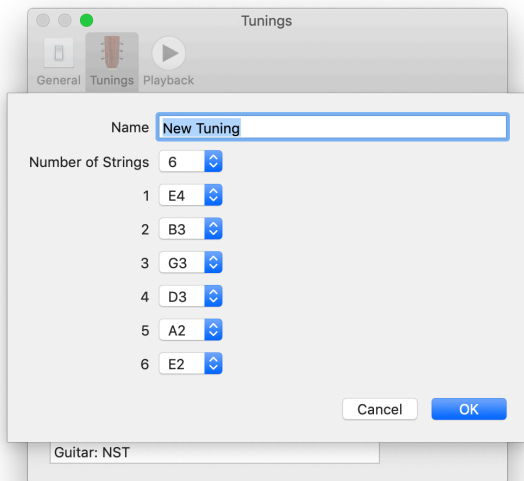 Tunings
General Tunings Playback
Name New Tuning
Number of Strings 6
1 E4
2 B3
3 G3
4 D3
5 A2
6 E2
Cancel OK
Guitar: NST